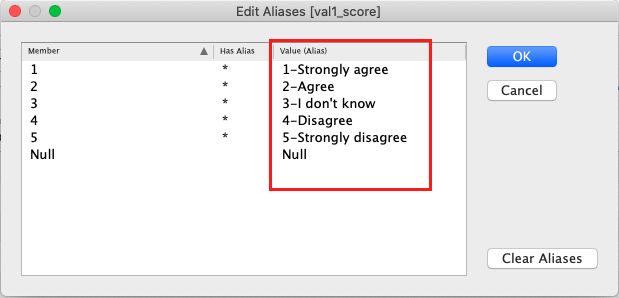 Edit Aliases [val1_score]
Member Has Alias Value (Alias)
1 * 1-Strongly agree
2 * 2-Agree
3 * 3-I don't know
4 * 4-Disagree
5 * 5-Strongly disagree
Null Null
OK
Cancel
Clear Aliases